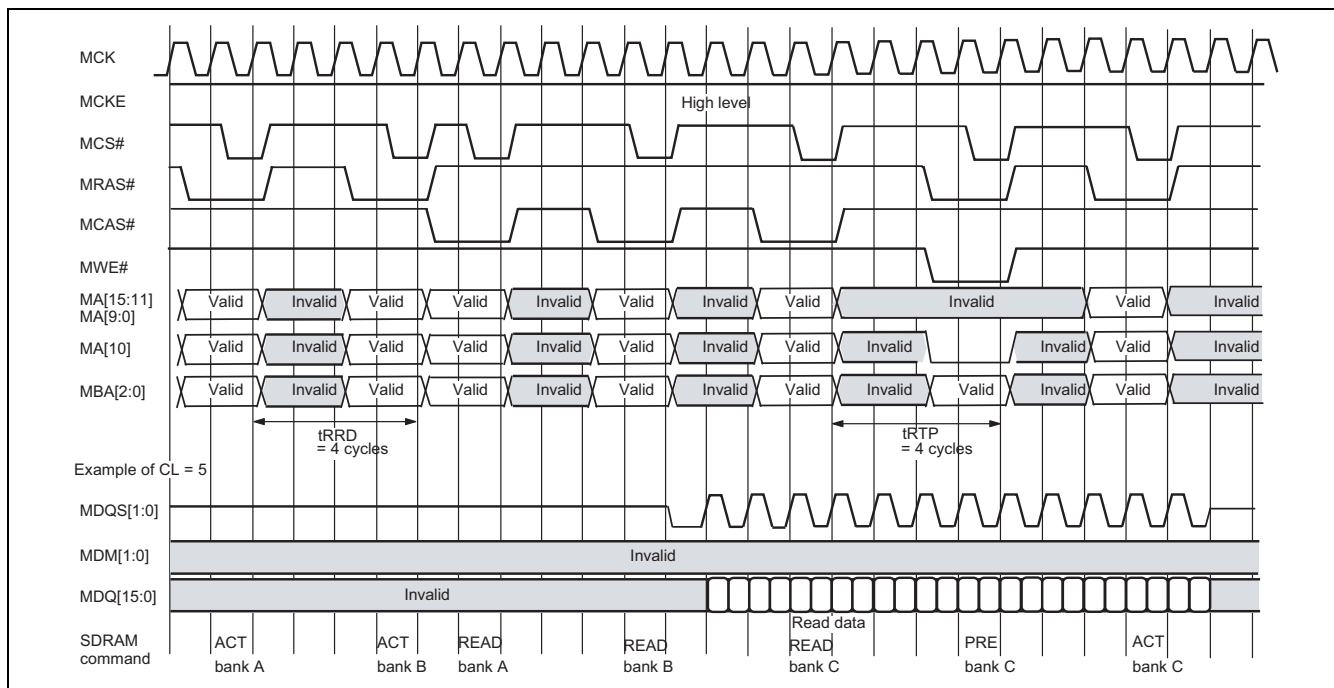 MCK
MCKE
High level
MCS#
MRAS#
MCAS#
MWE#
MA[15:11]
MA[9:0]
Valid Invalid Valid Valid Invalid Valid Invalid Valid Invalid Valid Invalid
MA[10]
Valid Invalid Valid Valid Invalid Valid Invalid Valid Invalid Invalid Valid Invalid
MBA[2:0]
Valid Invalid Valid Valid Invalid Valid Invalid Valid Invalid Valid Invalid Valid Invalid
tRRD
= 4 cycles
tRTP
= 4 cycles
Example of CL = 5
MDQS[1:0]
MDM[1:0]
Invalid
MDQ[15:0]
Invalid
Read data
SDRAM
command
ACT
bank A
ACT
bank B
READ
bank A
READ
bank B
READ
bank C
PRE
bank C
ACT
bank C